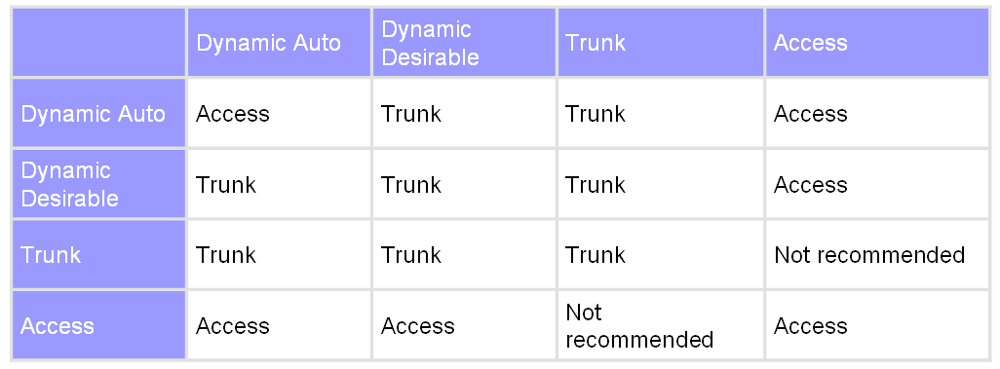 Dynamic Auto
Dynamic
Desirable
Trunk
Access
Dynamic Auto
Access
Trunk
Trunk
Access
Dynamic
Desirable
Trunk
Trunk
Trunk
Access
Trunk
Trunk
Trunk
Trunk
Not recommended
Access
Access
Access
Not
recommended
Access